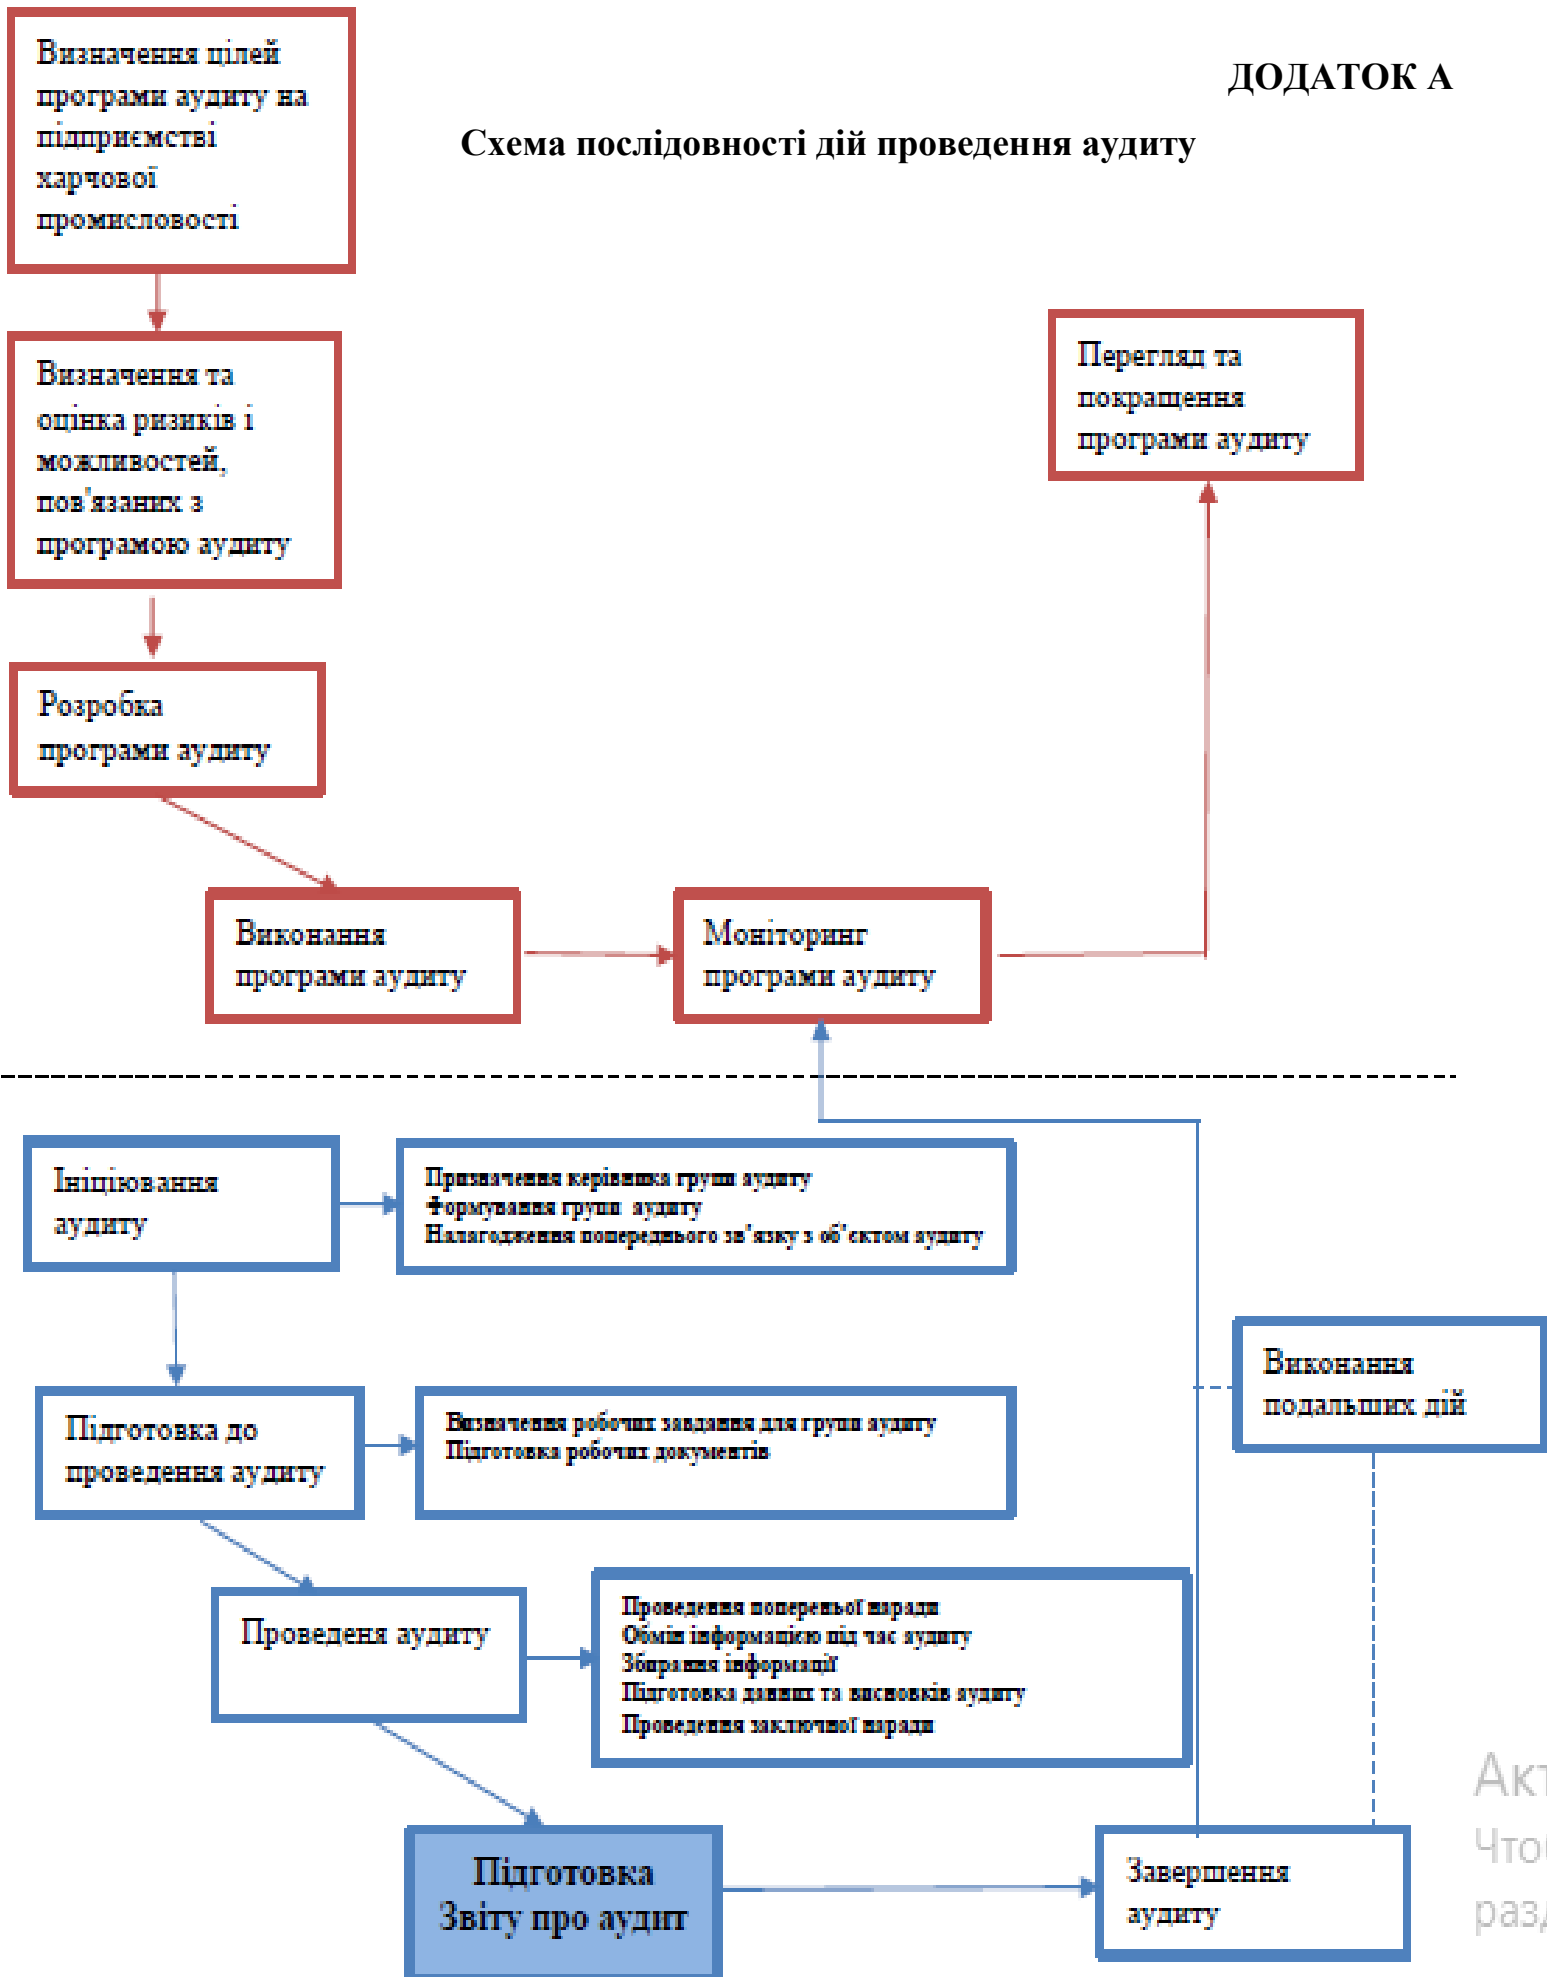 ДОДАТОК А
Схема послідовності дій проведення аудиту
Визначення цілей
програми аудиту на
підприємстві
харчової
промисловості
Визначення та
оцінка ризиків і
можливостей,
пов'язаних з
програмою аудиту
Розробка
програми аудиту
Перегляд та
покращення
програми аудиту
Виконання
програми аудиту
Моніторинг
програми аудиту
Ініціювання
аудиту
Призначення керівника групи аудиту
Формування групи аудиту
Налагодження попереднього зв'язку з об'єктом аудиту
Виконання
подальших дій
Підготовка до
проведення аудиту
Визначення робочих завдання для групи аудиту
Підготовка робочих документів
Проведеня аудиту
Проведення попереньої наради
Обмін інформацією під час аудиту
Збирання інформації
Підготовка данних та висновків аудиту
Проведення заключної наради
Підготовка
Звіту про аудит
Завершення
аудиту
Акт
Что
разд